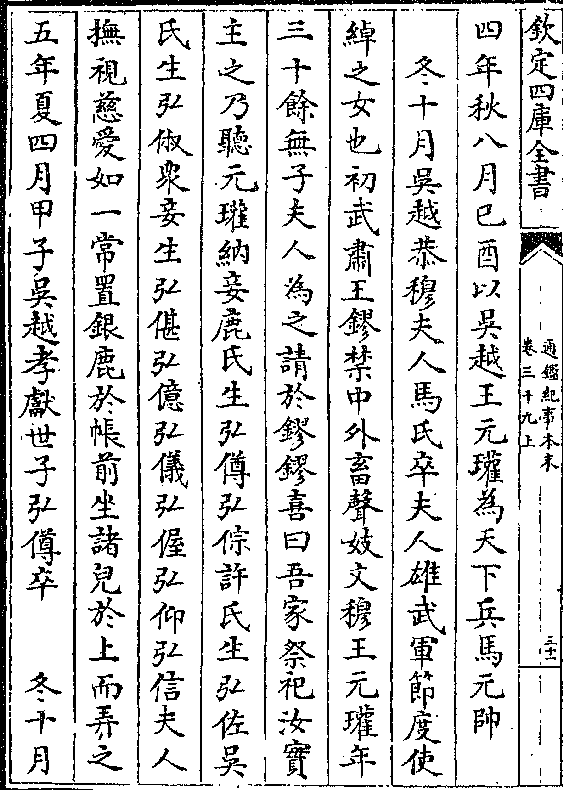 欽定四庫全書
通鑑紀事本末
卷三十九上
三十二
四年秋八月己酉以吳越王元瓘為天下兵馬元帥
冬十月吳越恭穆夫人馬氏卒夫人雄武軍節度使
綽之女也初武肅王鏐禁中外畜聲妓文穆王元瓘年
三十餘無子夫人為之請於鏐鏐喜曰吾家祭祀汝實
主之乃聽元瓘納妾鹿氏生弘僔弘倧許氏生弘佐吳
氏生弘俶衆妾生弘偡弘億弘儀弘偓弘仰弘信夫人
撫視慈愛如一常置銀鹿於帳前坐諸兒於上而弄之
五年夏四月甲子吳越孝獻世子弘僔卒　冬十月